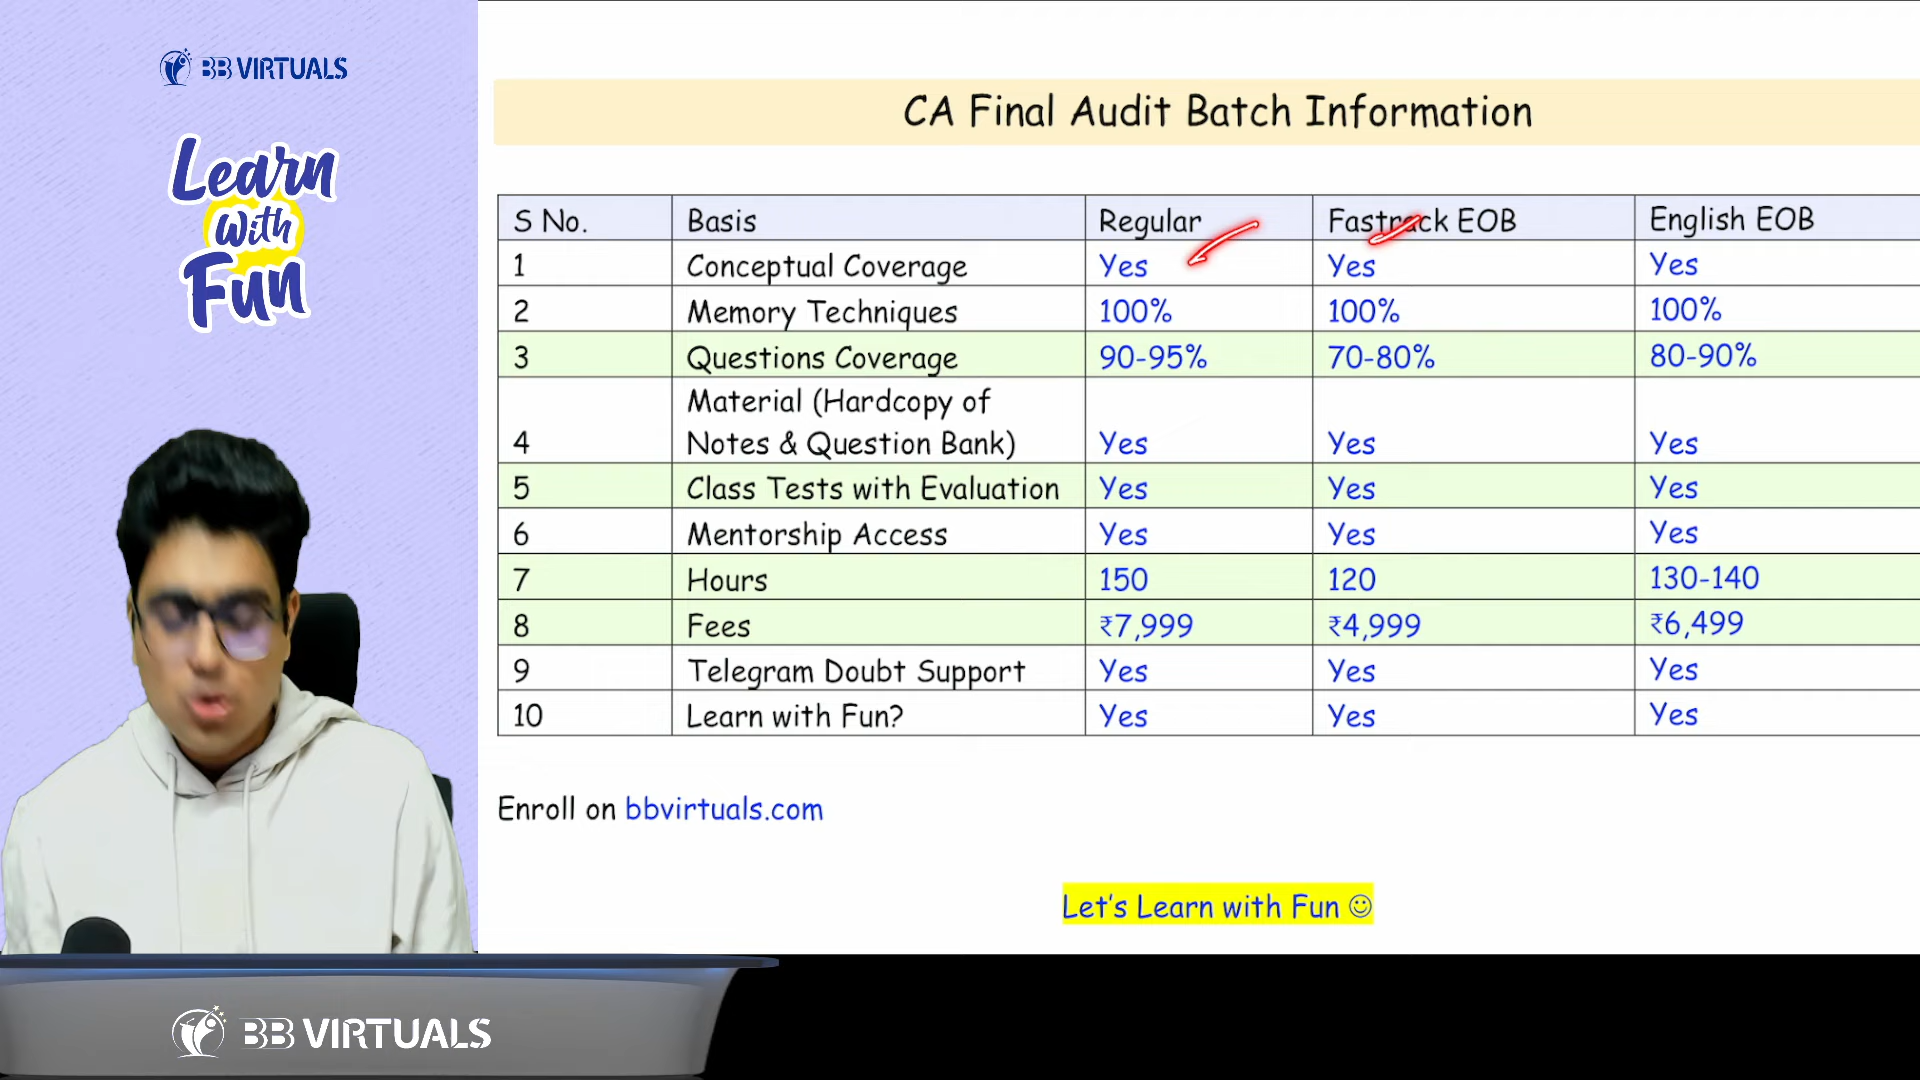 BB VIRTUALS
Learn
With
Fun
CA Final Audit Batch Information
S No. Basis Regular Fastrack EOB English EOB
1 Conceptual Coverage Yes Yes Yes
2 Memory Techniques 100% 100% 100%
3 Questions Coverage 90-95% 70-80% 80-90%
Material (Hardcopy of
4 Notes & Question Bank) Yes Yes Yes
5 Class Tests with Evaluation Yes Yes Yes
6 Mentorship Access Yes Yes Yes
7 Hours 150 120 130-140
8 Fees ₹7,999 ₹4,999 ₹6,499
9 Telegram Doubt Support Yes Yes Yes
10 Learn with Fun? Yes Yes Yes
Enroll on bbvirtuals.com
Let's Learn with Fun ☺
BB VIRTUALS